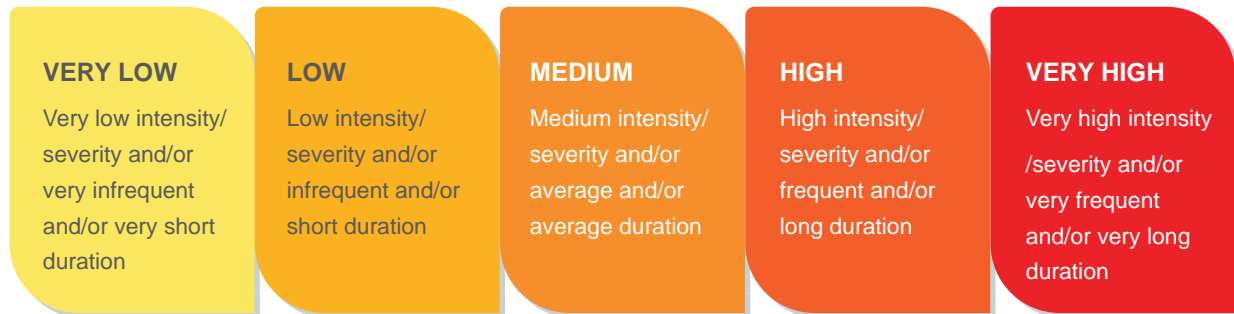 VERY LOW
Very low intensity/
severity and/or
very infrequent
and/or very short
duration
LOW
Low intensity/
severity and/or
infrequent and/or
short duration
MEDIUM
Medium intensity/
severity and/or
average and/or
average duration
HIGH
High intensity/
severity and/or
frequent and/or
long duration
VERY HIGH
Very high intensity
/severity and/or
very frequent
and/or very long
duration